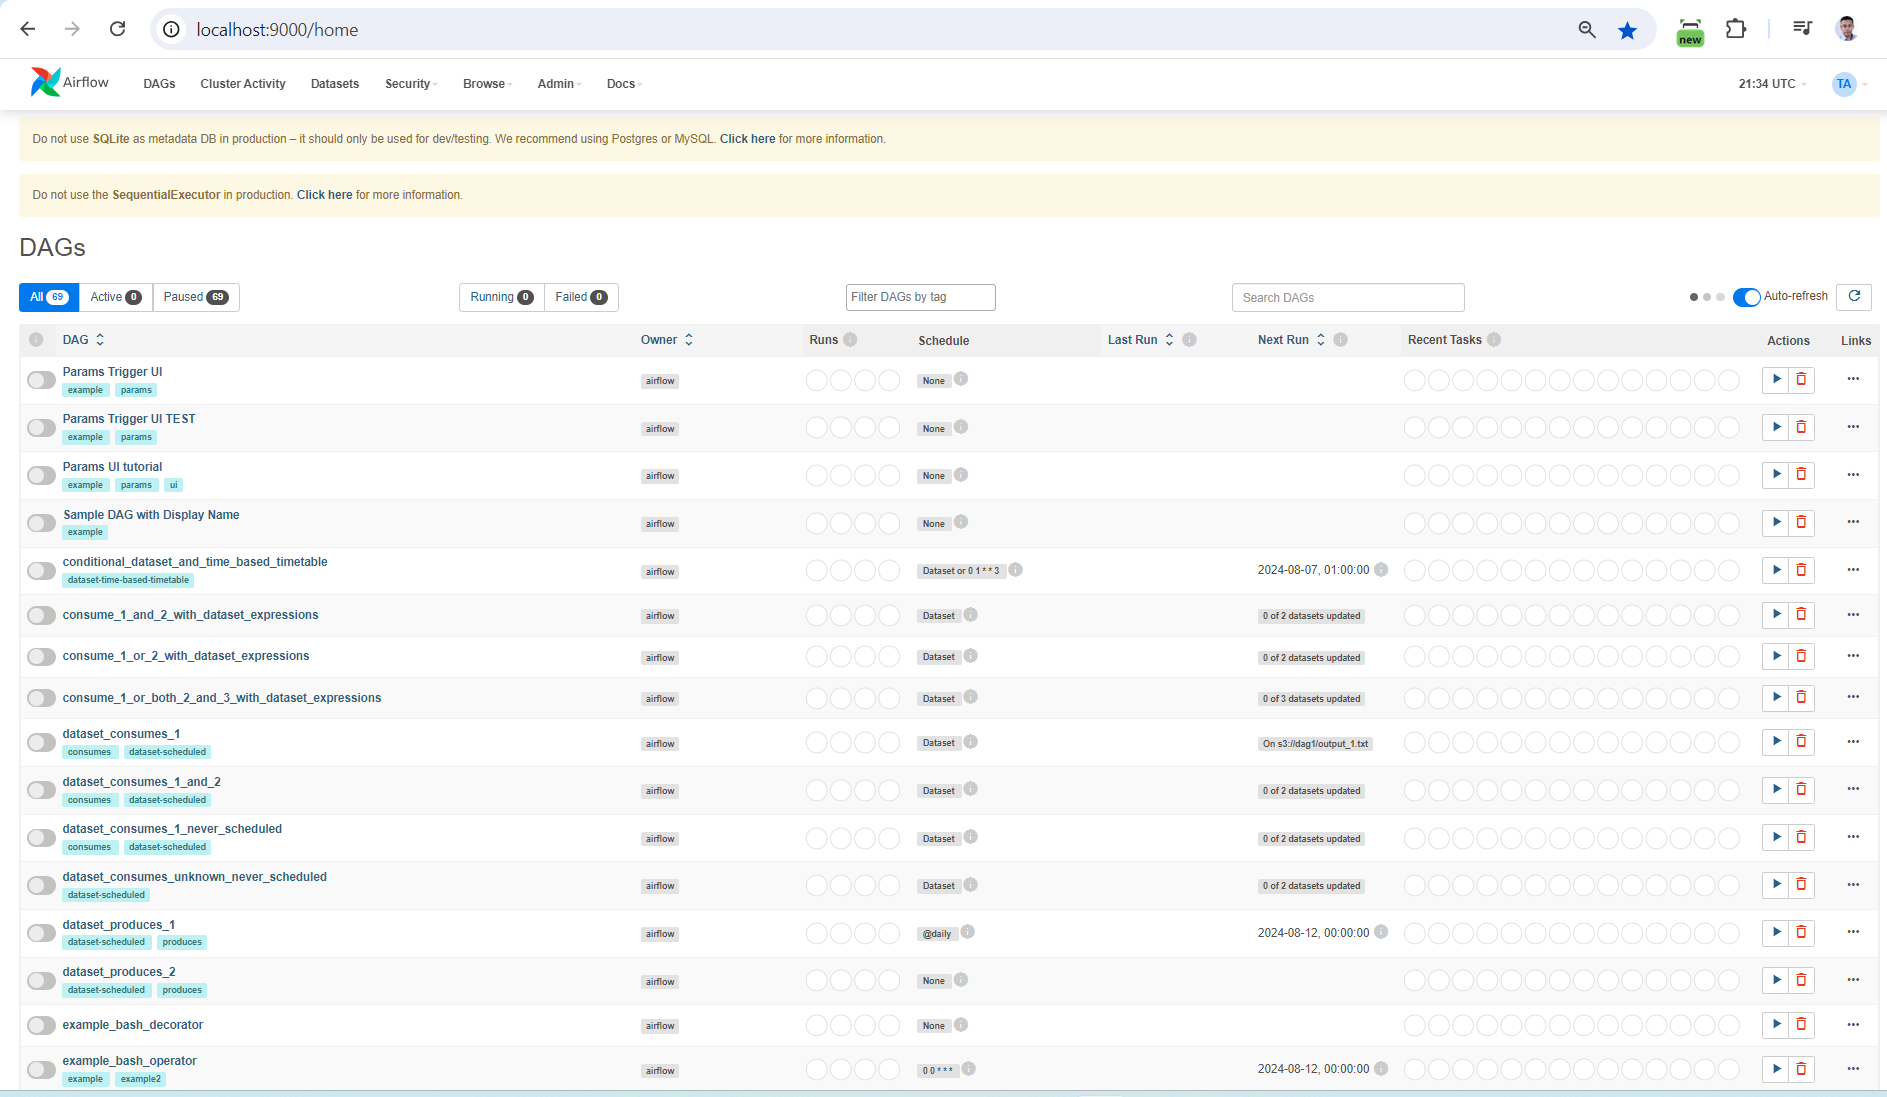 localhost:9000/home
new
Airflow DAGs Cluster Activity Datasets Security Browse Admin Docs 21:34 UTC TA
Do not use SQLite as metadata DB in production – it should only be used for dev/testing. We recommend using Postgres or MySQL. Click here for more information.
Do not use the SequentialExecutor in production. Click here for more information.
DAGs
All 69 Active 0 Paused 69 Running 0 Failed 0 Filter DAGs by tag Search DAGs Auto-refresh
DAG Owner Runs Schedule Last Run Next Run Recent Tasks Actions Links
Params Trigger UI
example params airflow None
Params Trigger UI TEST
example params airflow None
Params UI tutorial
example params ui airflow None
Sample DAG with Display Name
example airflow None
conditional_dataset_and_time_based_timetable
dataset-time-based-timetable airflow Dataset or 0 1 * * 3 2024-08-07, 01:00:00
consume_1_and_2_with_dataset_expressions airflow Dataset 0 of 2 datasets updated
consume_1_or_2_with_dataset_expressions airflow Dataset 0 of 2 datasets updated
consume_1_or_both_2_and_3_with_dataset_expressions airflow Dataset 0 of 3 datasets updated
dataset_consumes_1
consumes dataset-scheduled airflow Dataset On s3://dag1/output_1.txt
dataset_consumes_1_and_2
consumes dataset-scheduled airflow Dataset 0 of 2 datasets updated
dataset_consumes_1_never_scheduled
consumes dataset-scheduled airflow Dataset 0 of 2 datasets updated
dataset_consumes_unknown_never_scheduled
dataset-scheduled airflow Dataset 0 of 2 datasets updated
dataset_produces_1
dataset-scheduled produces airflow @daily 2024-08-12, 00:00:00
dataset_produces_2
dataset-scheduled produces airflow None
example_bash_decorator airflow None
example_bash_operator
example example2 airflow 0 0 * * * 2024-08-12, 00:00:00